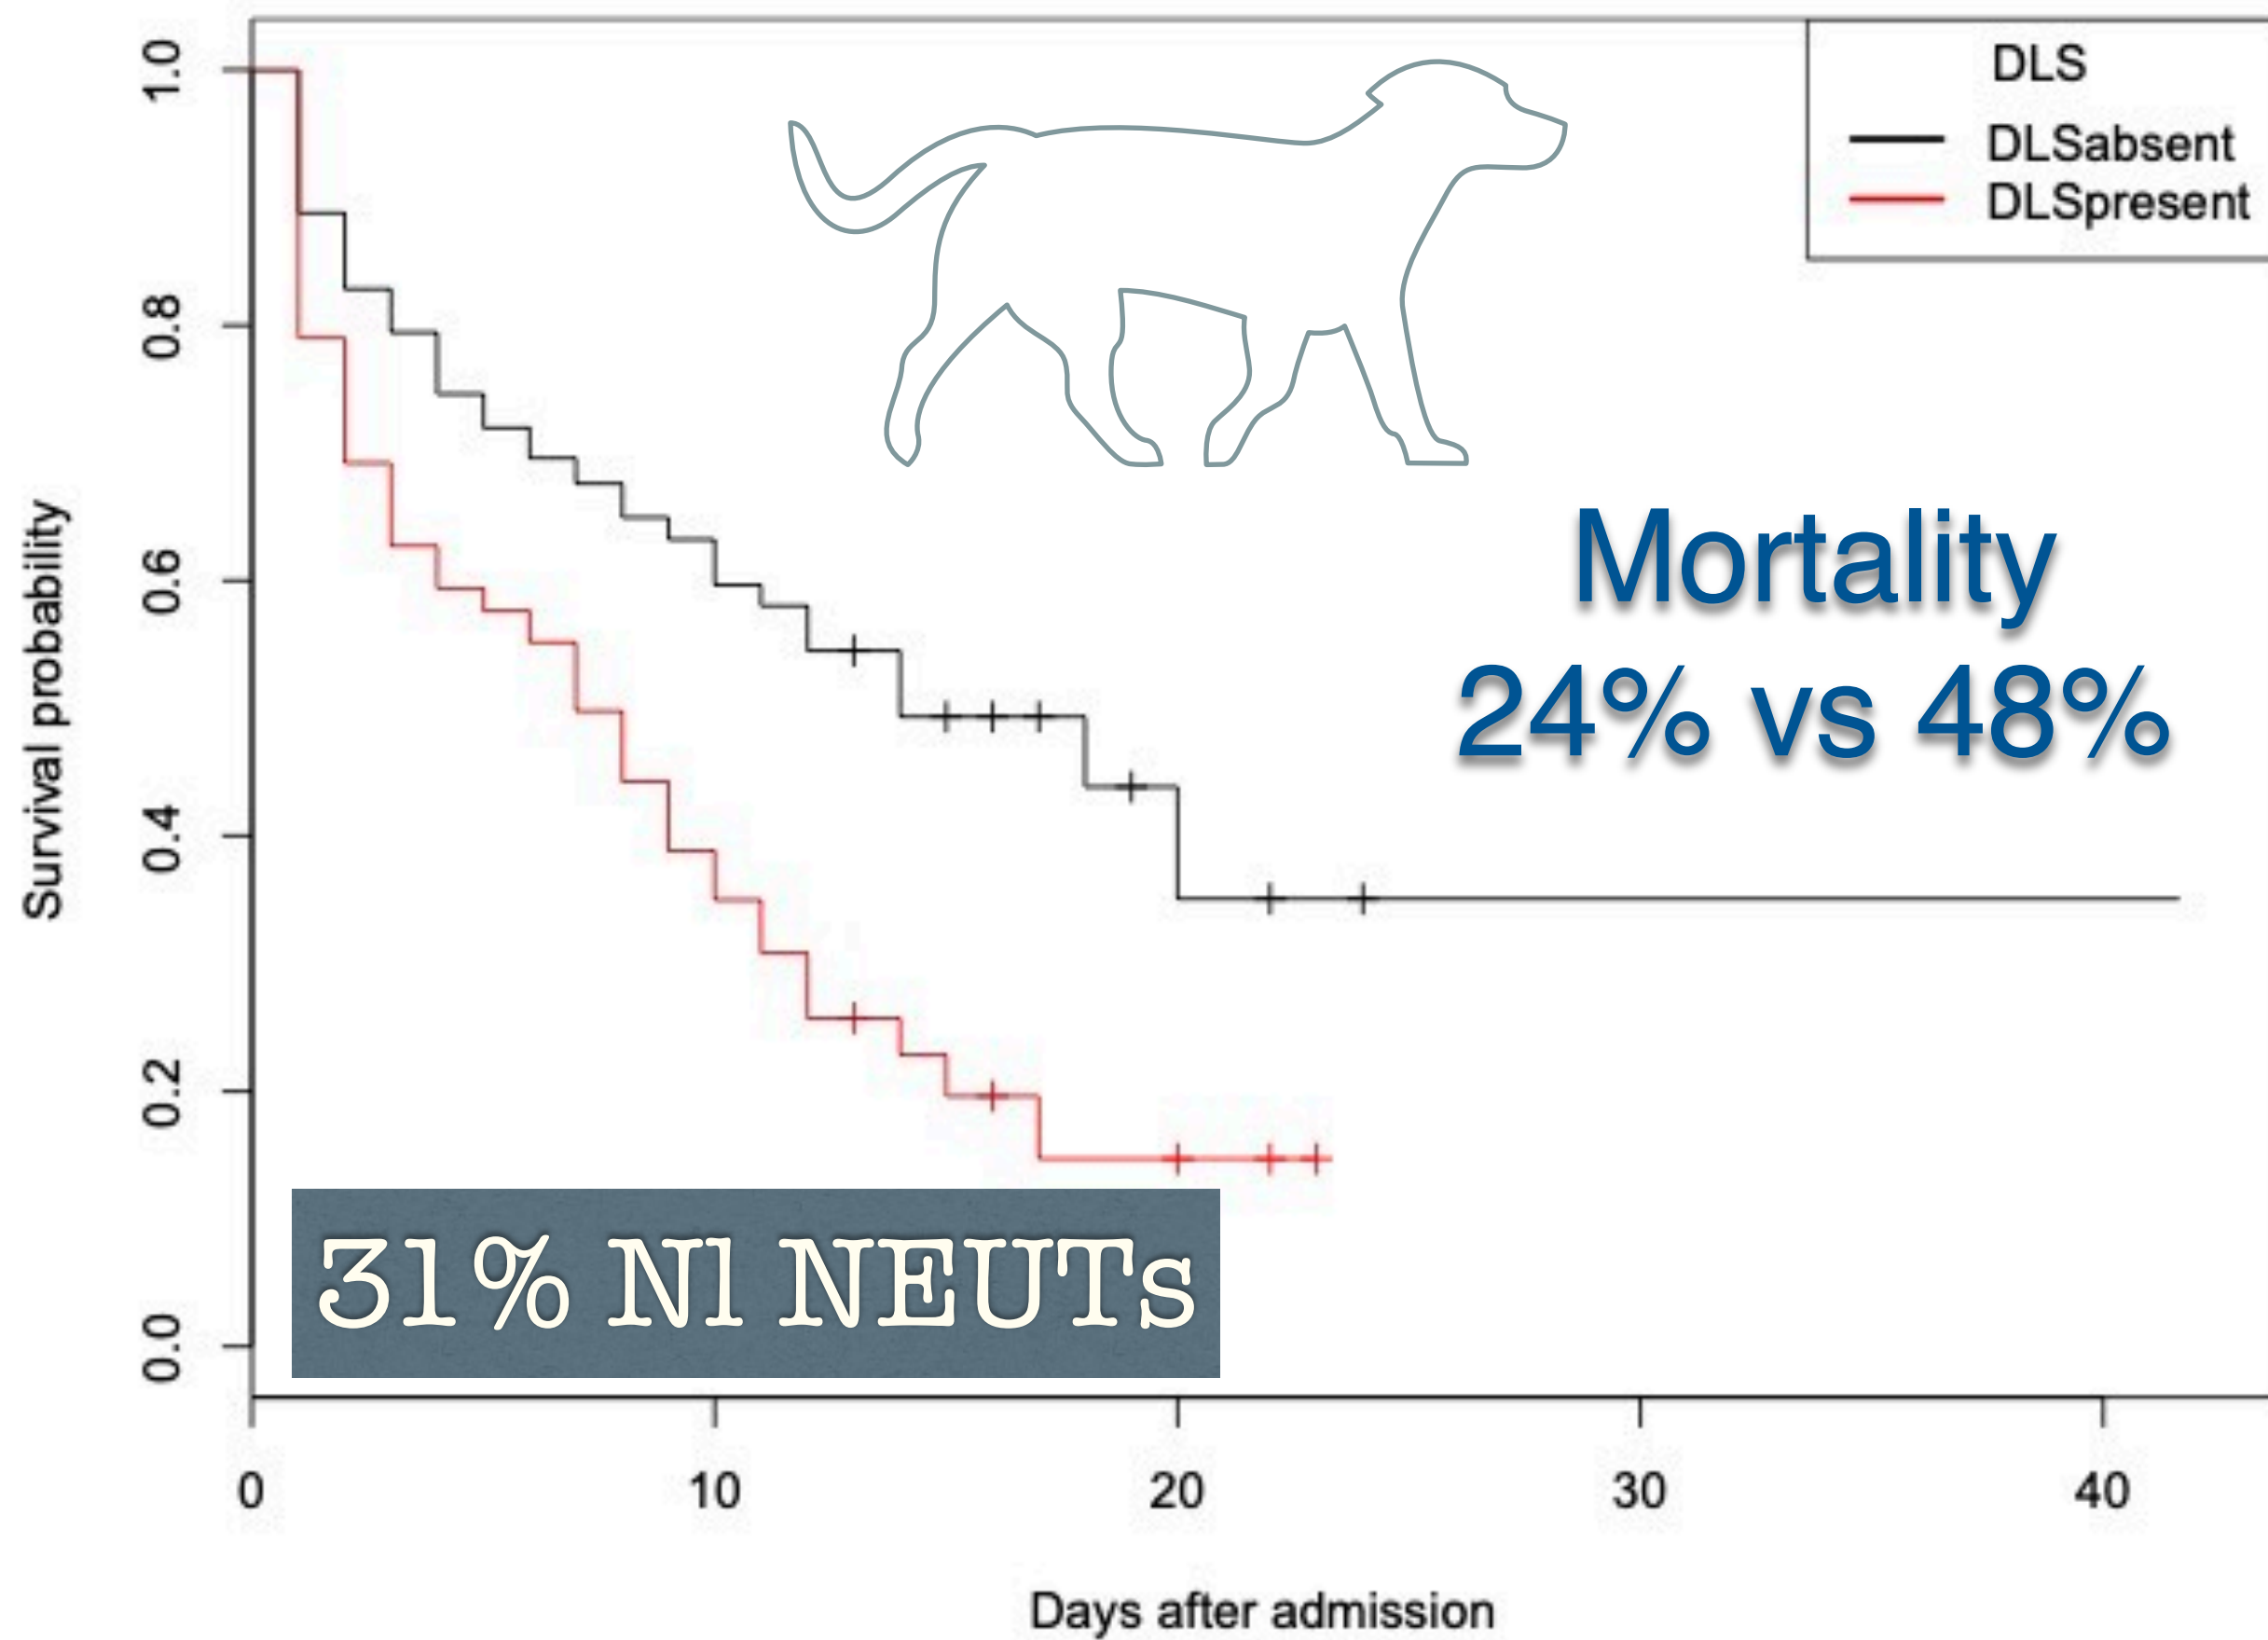 DLS
DLSabsent
DLSpresent
Mortality
24% vs 48%
31% Nl NEUTs
Survival probability
1.0
0.8
0.6
0.4
0.2
0.0
0
10
20
30
40
Days after admission